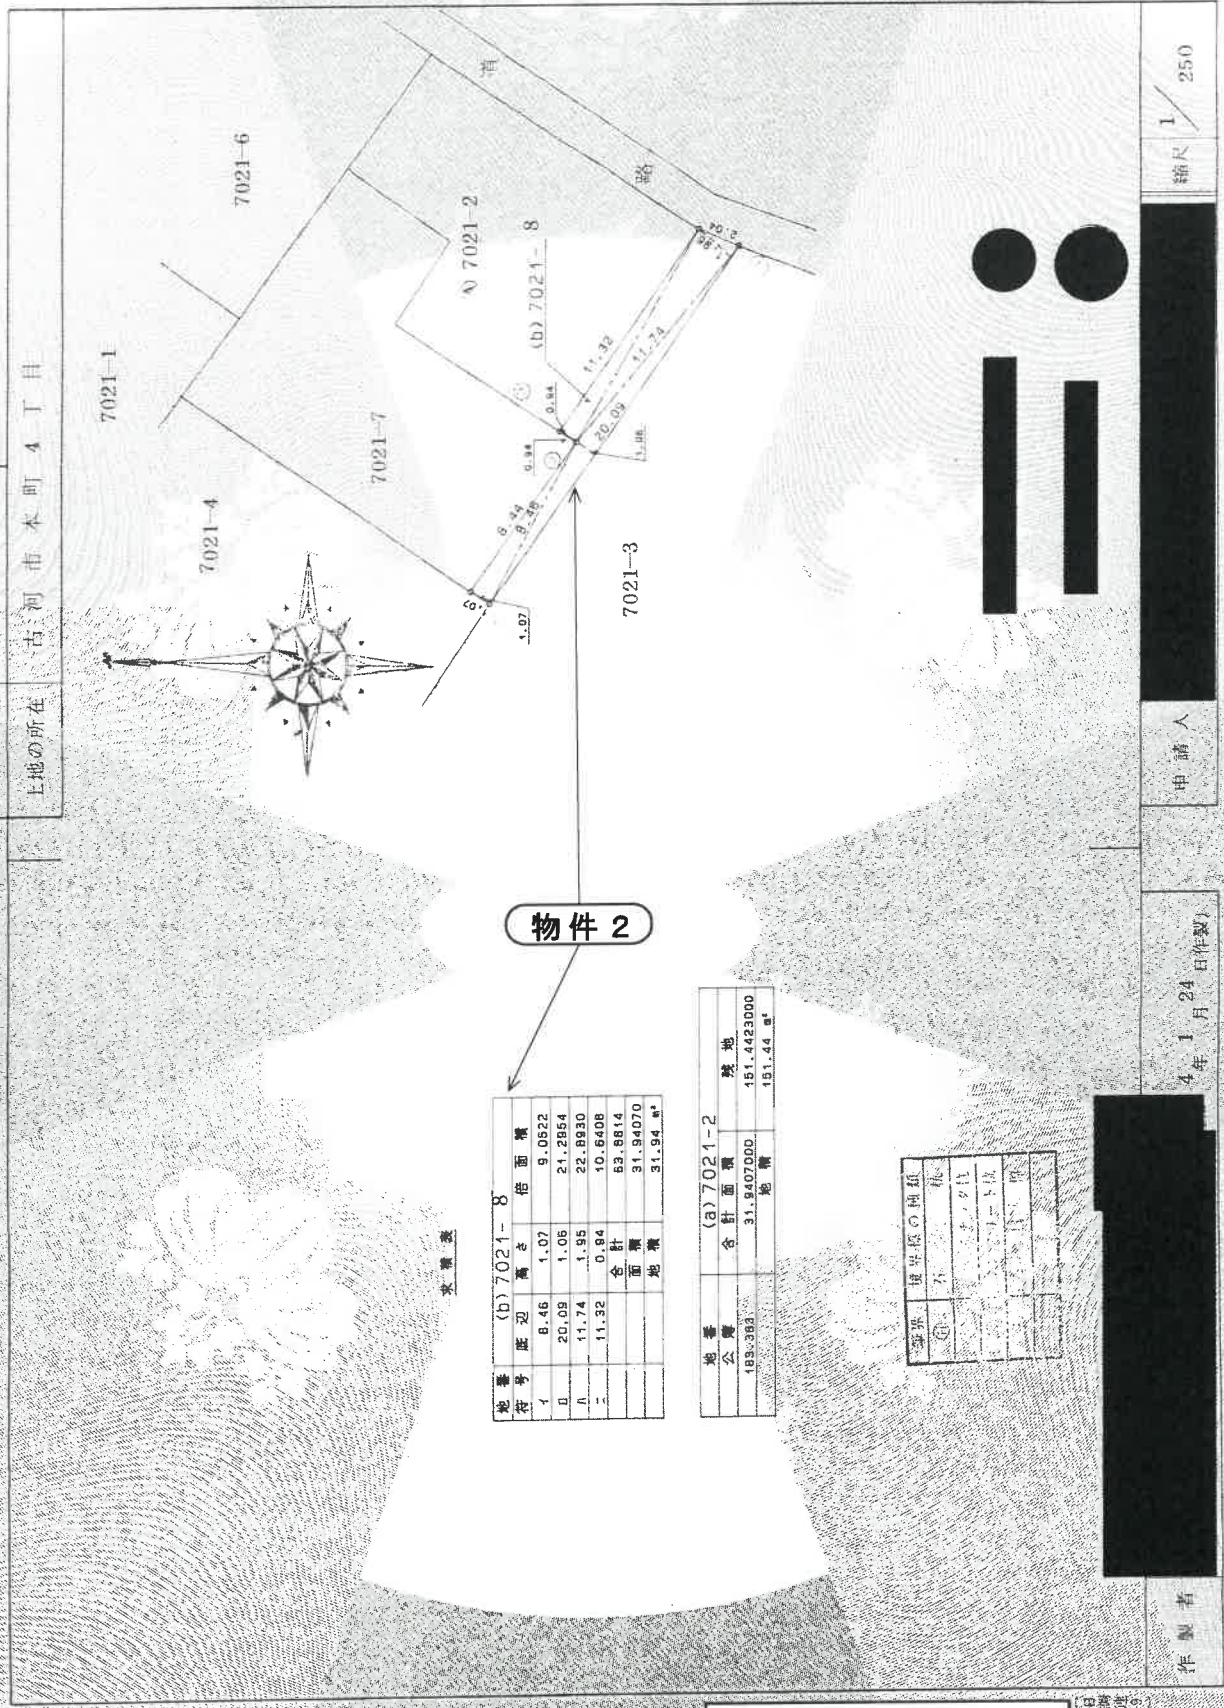 土地の所在
古河市本町4丁目
7021-1
7021-6
7021-4
7021-7
(a) 7021-2
(b) 7021-8
7021-3
道
路
2.04
1.95
11.32
11.74
20.09
0.94
0.94
1.06
8.44
8.46
1.07
1.07
物件 2
求積表
地番 (b) 7021-8
符号 底辺 高さ 倍面積
イ 8.46 1.07 9.0522
ロ 20.09 1.06 21.2954
ハ 11.74 1.95 22.8930
ニ 11.32 0.94 10.6408
合計 63.8814
面積 31.94070
地積 31.94 ㎡
地番 (a) 7021-2
公簿 合計面積 残地
183.383 31.9407000 151.4423000
地積 151.44 ㎡
境界標の種類
作製者
4年1月24日作製
申請人
縮尺
1/250